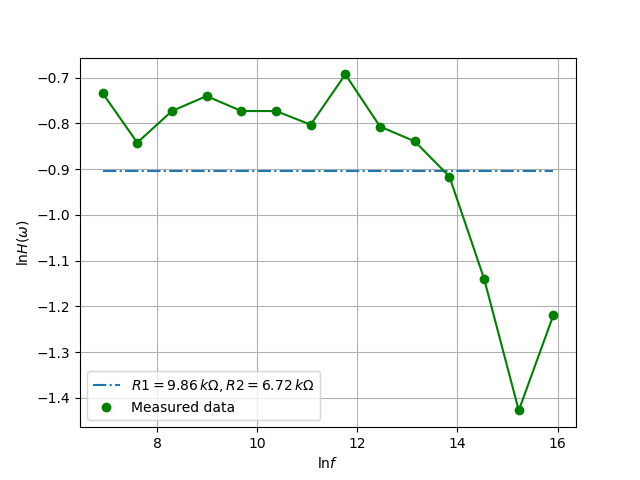 −0.7
−0.8
−0.9
−1.0
−1.1
−1.2
−1.3
−1.4
lnH(ω)
R1 = 9.86 kΩ, R2 = 6.72 kΩ
Measured data
8 10 12 14 16
lnf